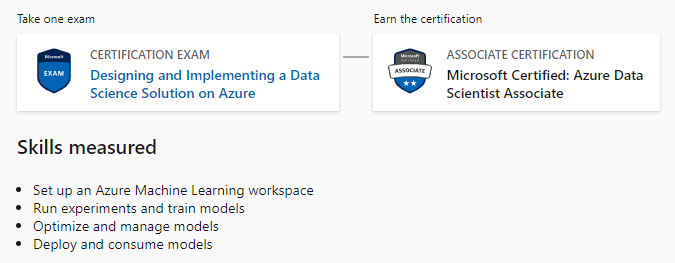 Take one exam
Earn the certification
Microsoft
EXAM
CERTIFICATION EXAM
Designing and Implementing a Data
Science Solution on Azure
Microsoft
CERTIFIED
ASSOCIATE
ASSOCIATE CERTIFICATION
Microsoft Certified: Azure Data
Scientist Associate
Skills measured
• Set up an Azure Machine Learning workspace
• Run experiments and train models
• Optimize and manage models
• Deploy and consume models